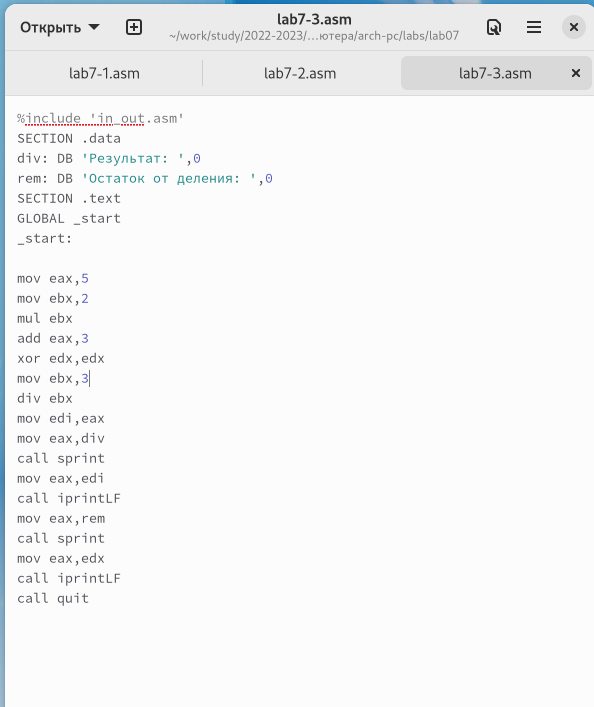 Открыть
lab7-3.asm
~/work/study/2022-2023/...ютера/arch-pc/labs/lab07
lab7-1.asm
lab7-2.asm
lab7-3.asm
%include 'in_out.asm'
SECTION .data
div: DB 'Результат: ',0
rem: DB 'Остаток от деления: ',0
SECTION .text
GLOBAL _start
_start:
mov eax,5
mov ebx,2
mul ebx
add eax,3
xor edx,edx
mov ebx,3
div ebx
mov edi,eax
mov eax,div
call sprint
mov eax,edi
call iprintLF
mov eax,rem
call sprint
mov eax,edx
call iprintLF
call quit